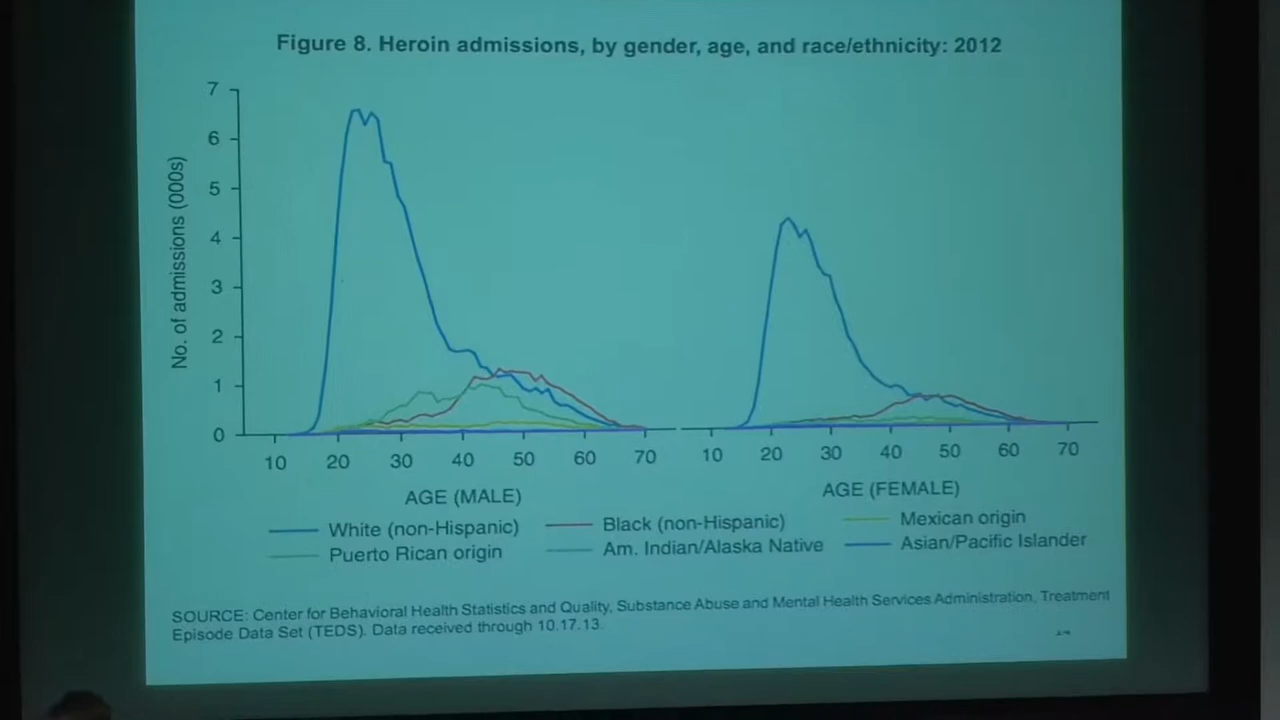 Figure 8. Heroin admissions, by gender, age, and race/ethnicity: 2012
No. of admissions (000s)
7
6
5
4
3
2
1
0
10 20 30 40 50 60 70 10 20 30 40 50 60 70
AGE (MALE) AGE (FEMALE)
White (non-Hispanic) Black (non-Hispanic) Mexican origin
Puerto Rican origin Am. Indian/Alaska Native Asian/Pacific Islander
SOURCE: Center for Behavioral Health Statistics and Quality, Substance Abuse and Mental Health Services Administration, Treatment
Episode Data Set (TEDS). Data received through 10.17.13.